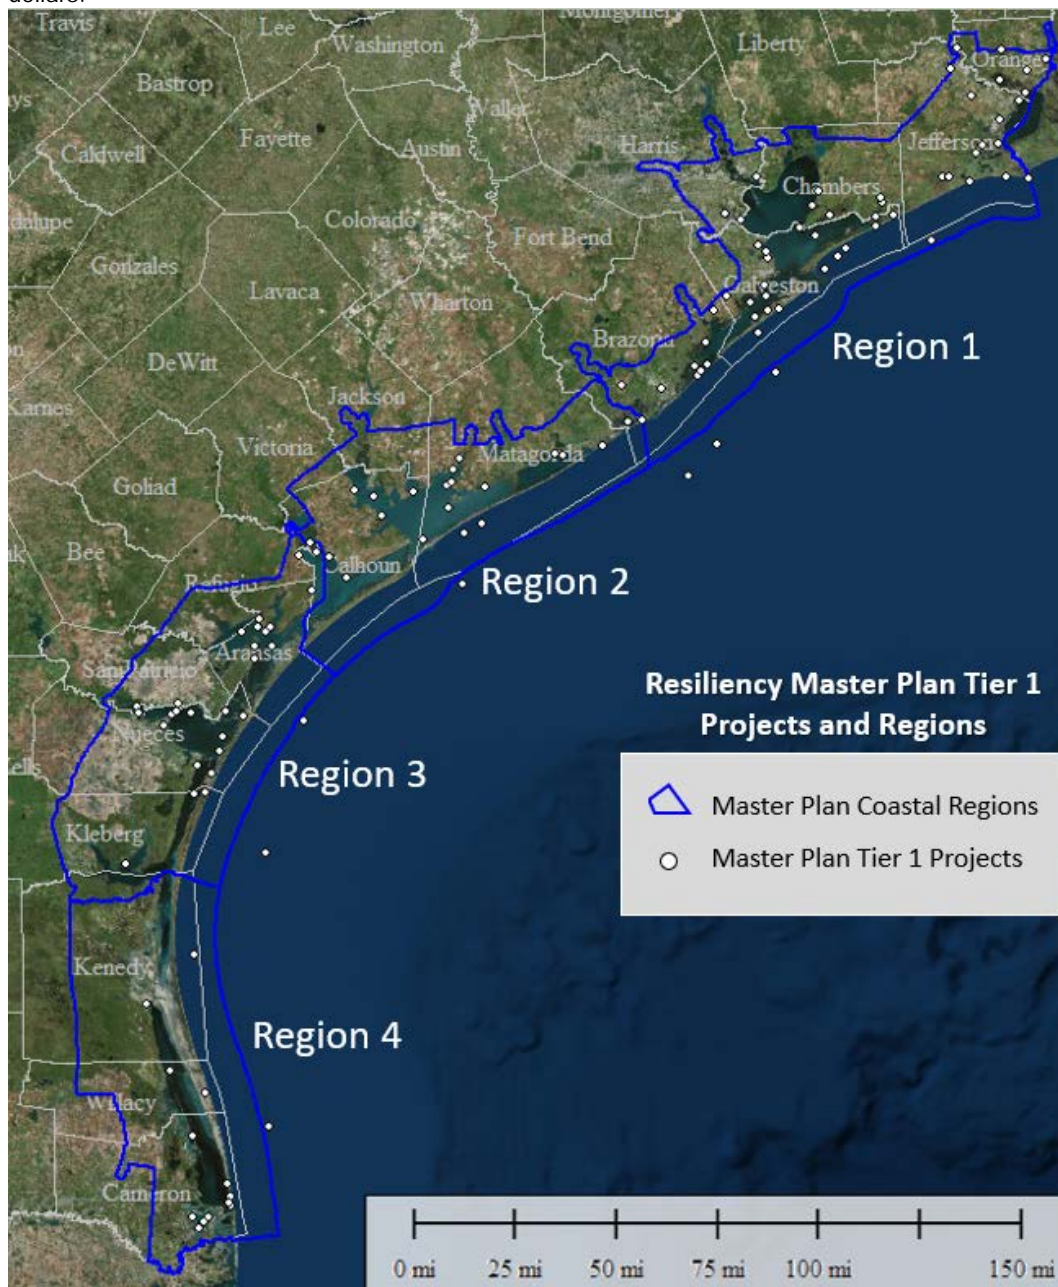 Travis
Lee
Washington
Montgomery
Liberty
Orange
Bastrop
Waller
Fayette
Austin
Harris
Jefferson
Caldwell
Chambers
Colorado
Fort Bend
Gonzales
Lavaca
Wharton
Galveston
Brazoria
Region 1
DeWitt
Karnes
Jackson
Victoria
Matagorda
Goliad
Bee
Calhoun
Refugio
Region 2
Aransas
San Patricio
Resiliency Master Plan Tier 1
Projects and Regions
Nueces
Region 3
Master Plan Coastal Regions
Kleberg
Master Plan Tier 1 Projects
Kenedy
Region 4
Willacy
Cameron
0 mi 25 mi 50 mi 100 mi 150 mi